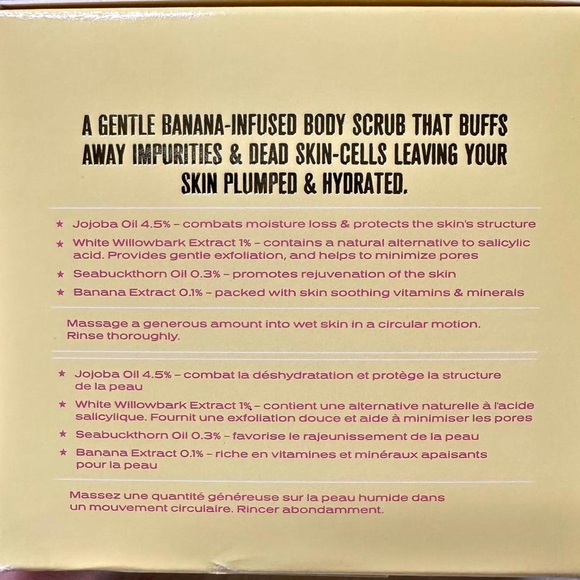 A GENTLE BANANA-INFUSED BODY SCRUB THAT BUFFS
AWAY IMPURITIES & DEAD SKIN-CELLS LEAVING YOUR
SKIN PLUMPED & HYDRATED.
★ Jojoba Oil 4.5% – combats moisture loss & protects the skin's structure
★ White Willowbark Extract 1% – contains a natural alternative to salicylic
acid. Provides gentle exfoliation, and helps to minimize pores
★ Seabuckthorn Oil 0.3% – promotes rejuvenation of the skin
★ Banana Extract 0.1% – packed with skin soothing vitamins & minerals
Massage a generous amount into wet skin in a circular motion.
Rinse thoroughly.
★ Jojoba Oil 4.5% – combat la déshydratation et protège la structure
de la peau
★ White Willowbark Extract 1% – contient une alternative naturelle à l'acide
salicylique. Fournit une exfoliation douce et aide à minimiser les pores
★ Seabuckthorn Oil 0.3% – favorise le rajeunissement de la peau
★ Banana Extract 0.1% – riche en vitamines et minéraux apaisants
pour la peau
Massez une quantité généreuse sur la peau humide dans
un mouvement circulaire. Rincer abondamment.